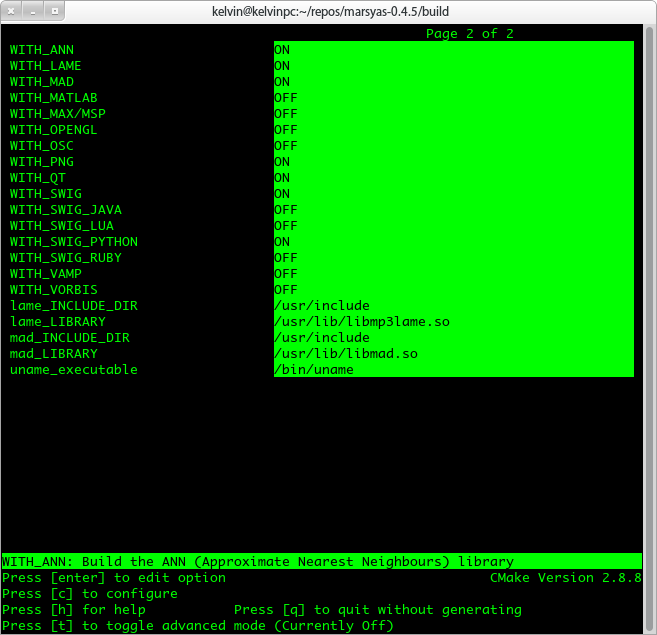 kelvin@kelvinpc:~/repos/marsyas-0.4.5/build
Page 2 of 2
WITH_ANN ON
WITH_LAME ON
WITH_MAD ON
WITH_MATLAB OFF
WITH_MAX/MSP OFF
WITH_OPENGL OFF
WITH_OSC OFF
WITH_PNG ON
WITH_QT ON
WITH_SWIG ON
WITH_SWIG_JAVA OFF
WITH_SWIG_LUA OFF
WITH_SWIG_PYTHON ON
WITH_SWIG_RUBY OFF
WITH_VAMP OFF
WITH_VORBIS OFF
lame_INCLUDE_DIR /usr/include
lame_LIBRARY /usr/lib/libmp3lame.so
mad_INCLUDE_DIR /usr/include
mad_LIBRARY /usr/lib/libmad.so
uname_executable /bin/uname
WITH_ANN: Build the ANN (Approximate Nearest Neighbours) library
Press [enter] to edit option CMake Version 2.8.8
Press [c] to configure
Press [h] for help Press [q] to quit without generating
Press [t] to toggle advanced mode (Currently Off)